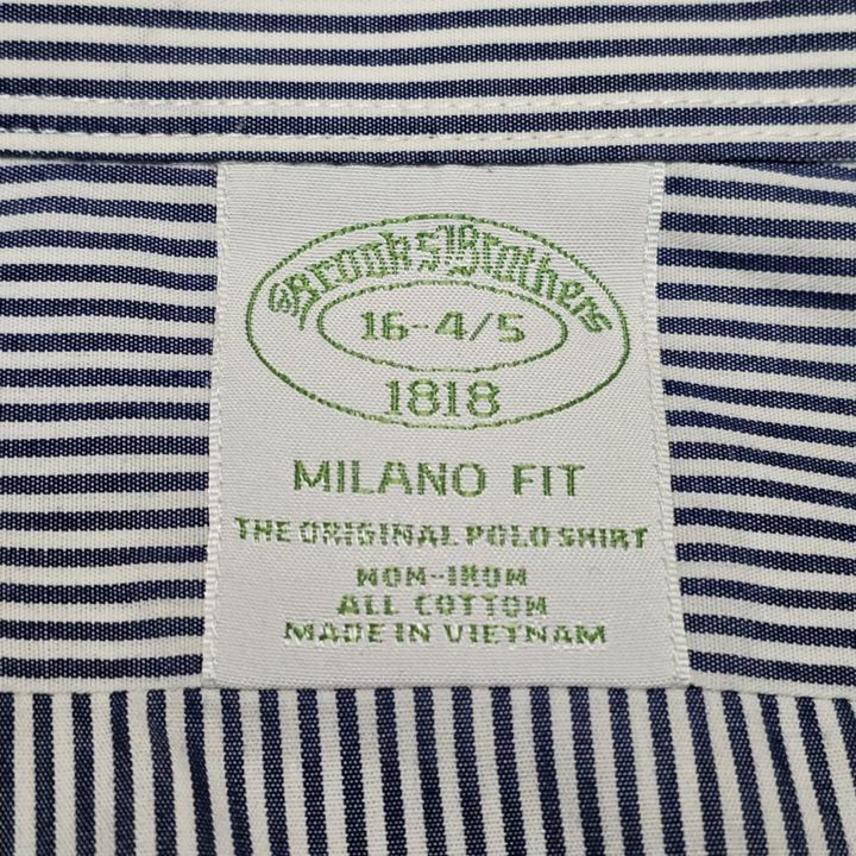 © Brooks Brothers
16-4/5
1818
MILANO FIT
THE ORIGINAL POLO SHIRT
NON-IRON
ALL COTTON
MADE IN VIETNAM